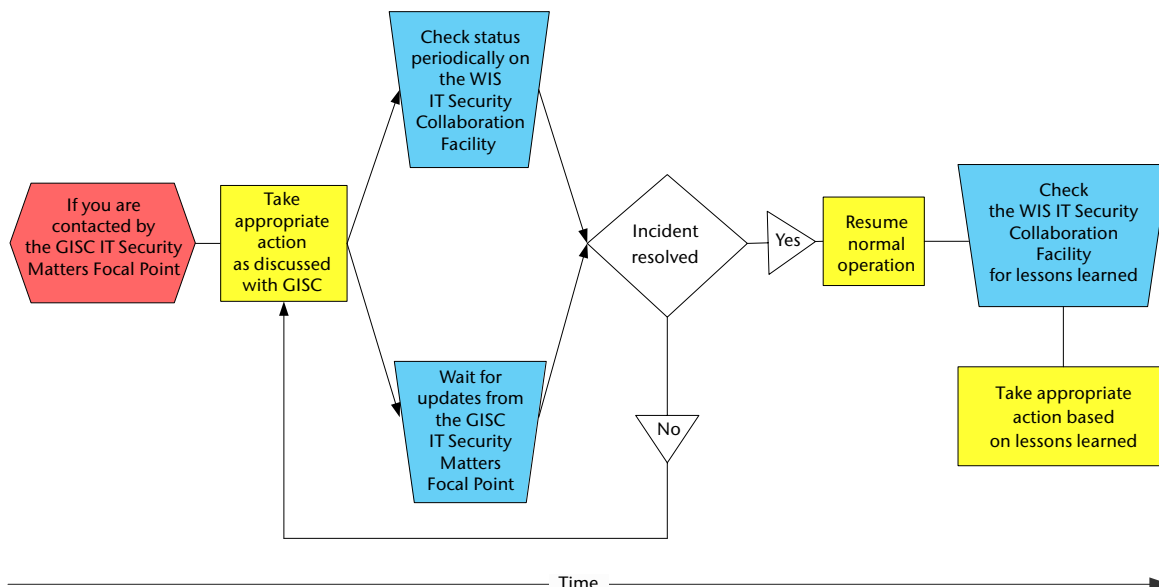 If you are
contacted by
the GISC IT Security
Matters Focal Point
Take
appropriate
action
as discussed
with GISC
Check status
periodically on
the WIS
IT Security
Collaboration
Facility
Wait for
updates from
the GISC
IT Security
Matters
Focal Point
Incident
resolved
Yes
No
Resume
normal
operation
Check
the WIS IT Security
Collaboration
Facility
for lessons learned
Take appropriate
action based
on lessons learned
Time